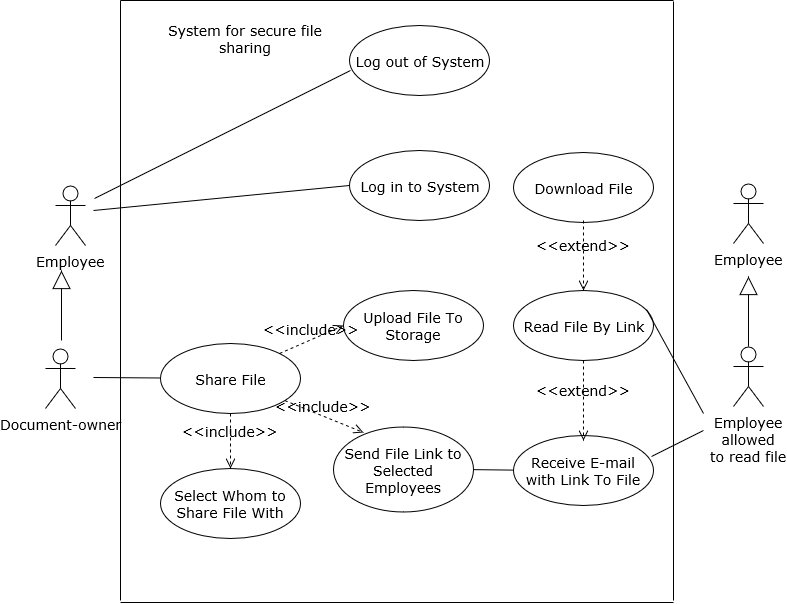 System for secure file
sharing
Log out of System
Log in to System
Download File
Employee
Employee
<<extend>>
<<include>>
Upload File To
Storage
Read File By Link
Share File
<<extend>>
<<include>>
Document-owner
Employee
allowed
to read file
<<include>>
Send File Link to
Selected
Employees
Receive E-mail
with Link To File
Select Whom to
Share File With